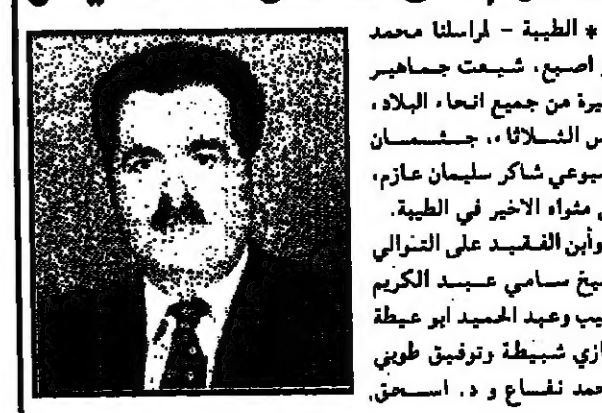 * الطيبة - لمراسلنا محمد
اصبع، شيعت جماهير
يرة من جميع انحاء البلاد،
س الثلاثاء، جثمان
يوعي شاكر سليمان عازم،
مثواه الاخير في الطيبة.
وأبن الفقيد على التوالي
يخ سامي عبد الكريم
يب وعبد الحميد ابو عيطة
ازي شبيطة وتوفيق طوبي
حمد نفاع و د. اسحق